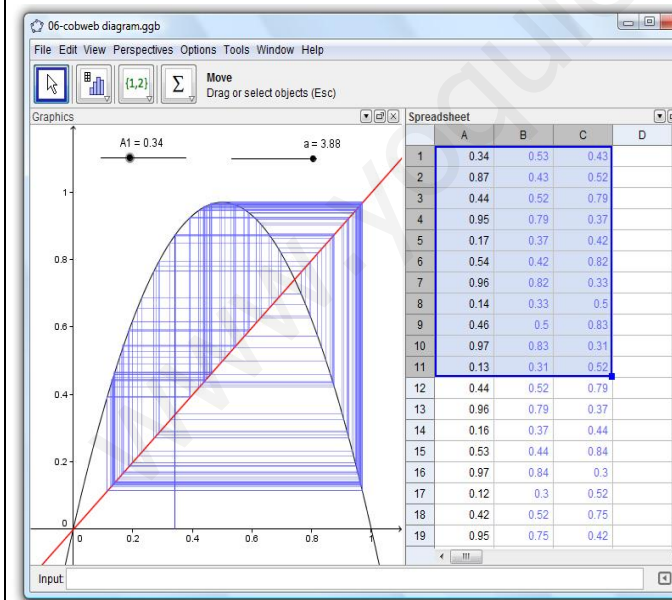 06-cobweb diagram.ggb
File Edit View Perspectives Options Tools Window Help
{1,2} Σ Move
Drag or select objects (Esc)
Graphics
Spreadsheet
A1 = 0.34 a = 3.88
1
0.8
0.6
0.4
0.2
0
0 0.2 0.4 0.6 0.8 1
A B C D
1 0.34 0.53 0.43
2 0.87 0.43 0.52
3 0.44 0.52 0.79
4 0.95 0.79 0.37
5 0.17 0.37 0.42
6 0.54 0.42 0.82
7 0.96 0.82 0.33
8 0.14 0.33 0.5
9 0.46 0.5 0.83
10 0.97 0.83 0.31
11 0.13 0.31 0.52
12 0.44 0.52 0.79
13 0.96 0.79 0.37
14 0.16 0.37 0.44
15 0.53 0.44 0.84
16 0.97 0.84 0.3
17 0.12 0.3 0.52
18 0.42 0.52 0.75
19 0.95 0.75 0.42
Input: